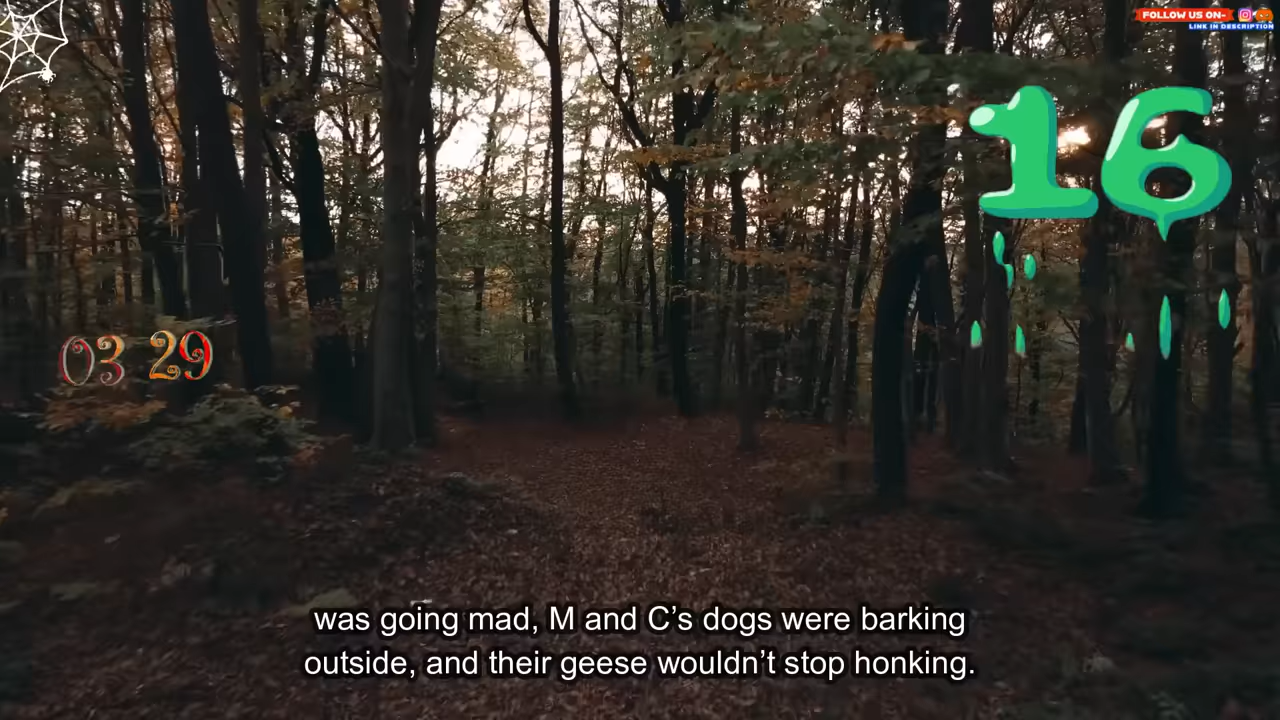 FOLLOW US ON-
LINK IN DESCRIPTION
16
03 29
was going mad, M and C’s dogs were barking
outside, and their geese wouldn’t stop honking.